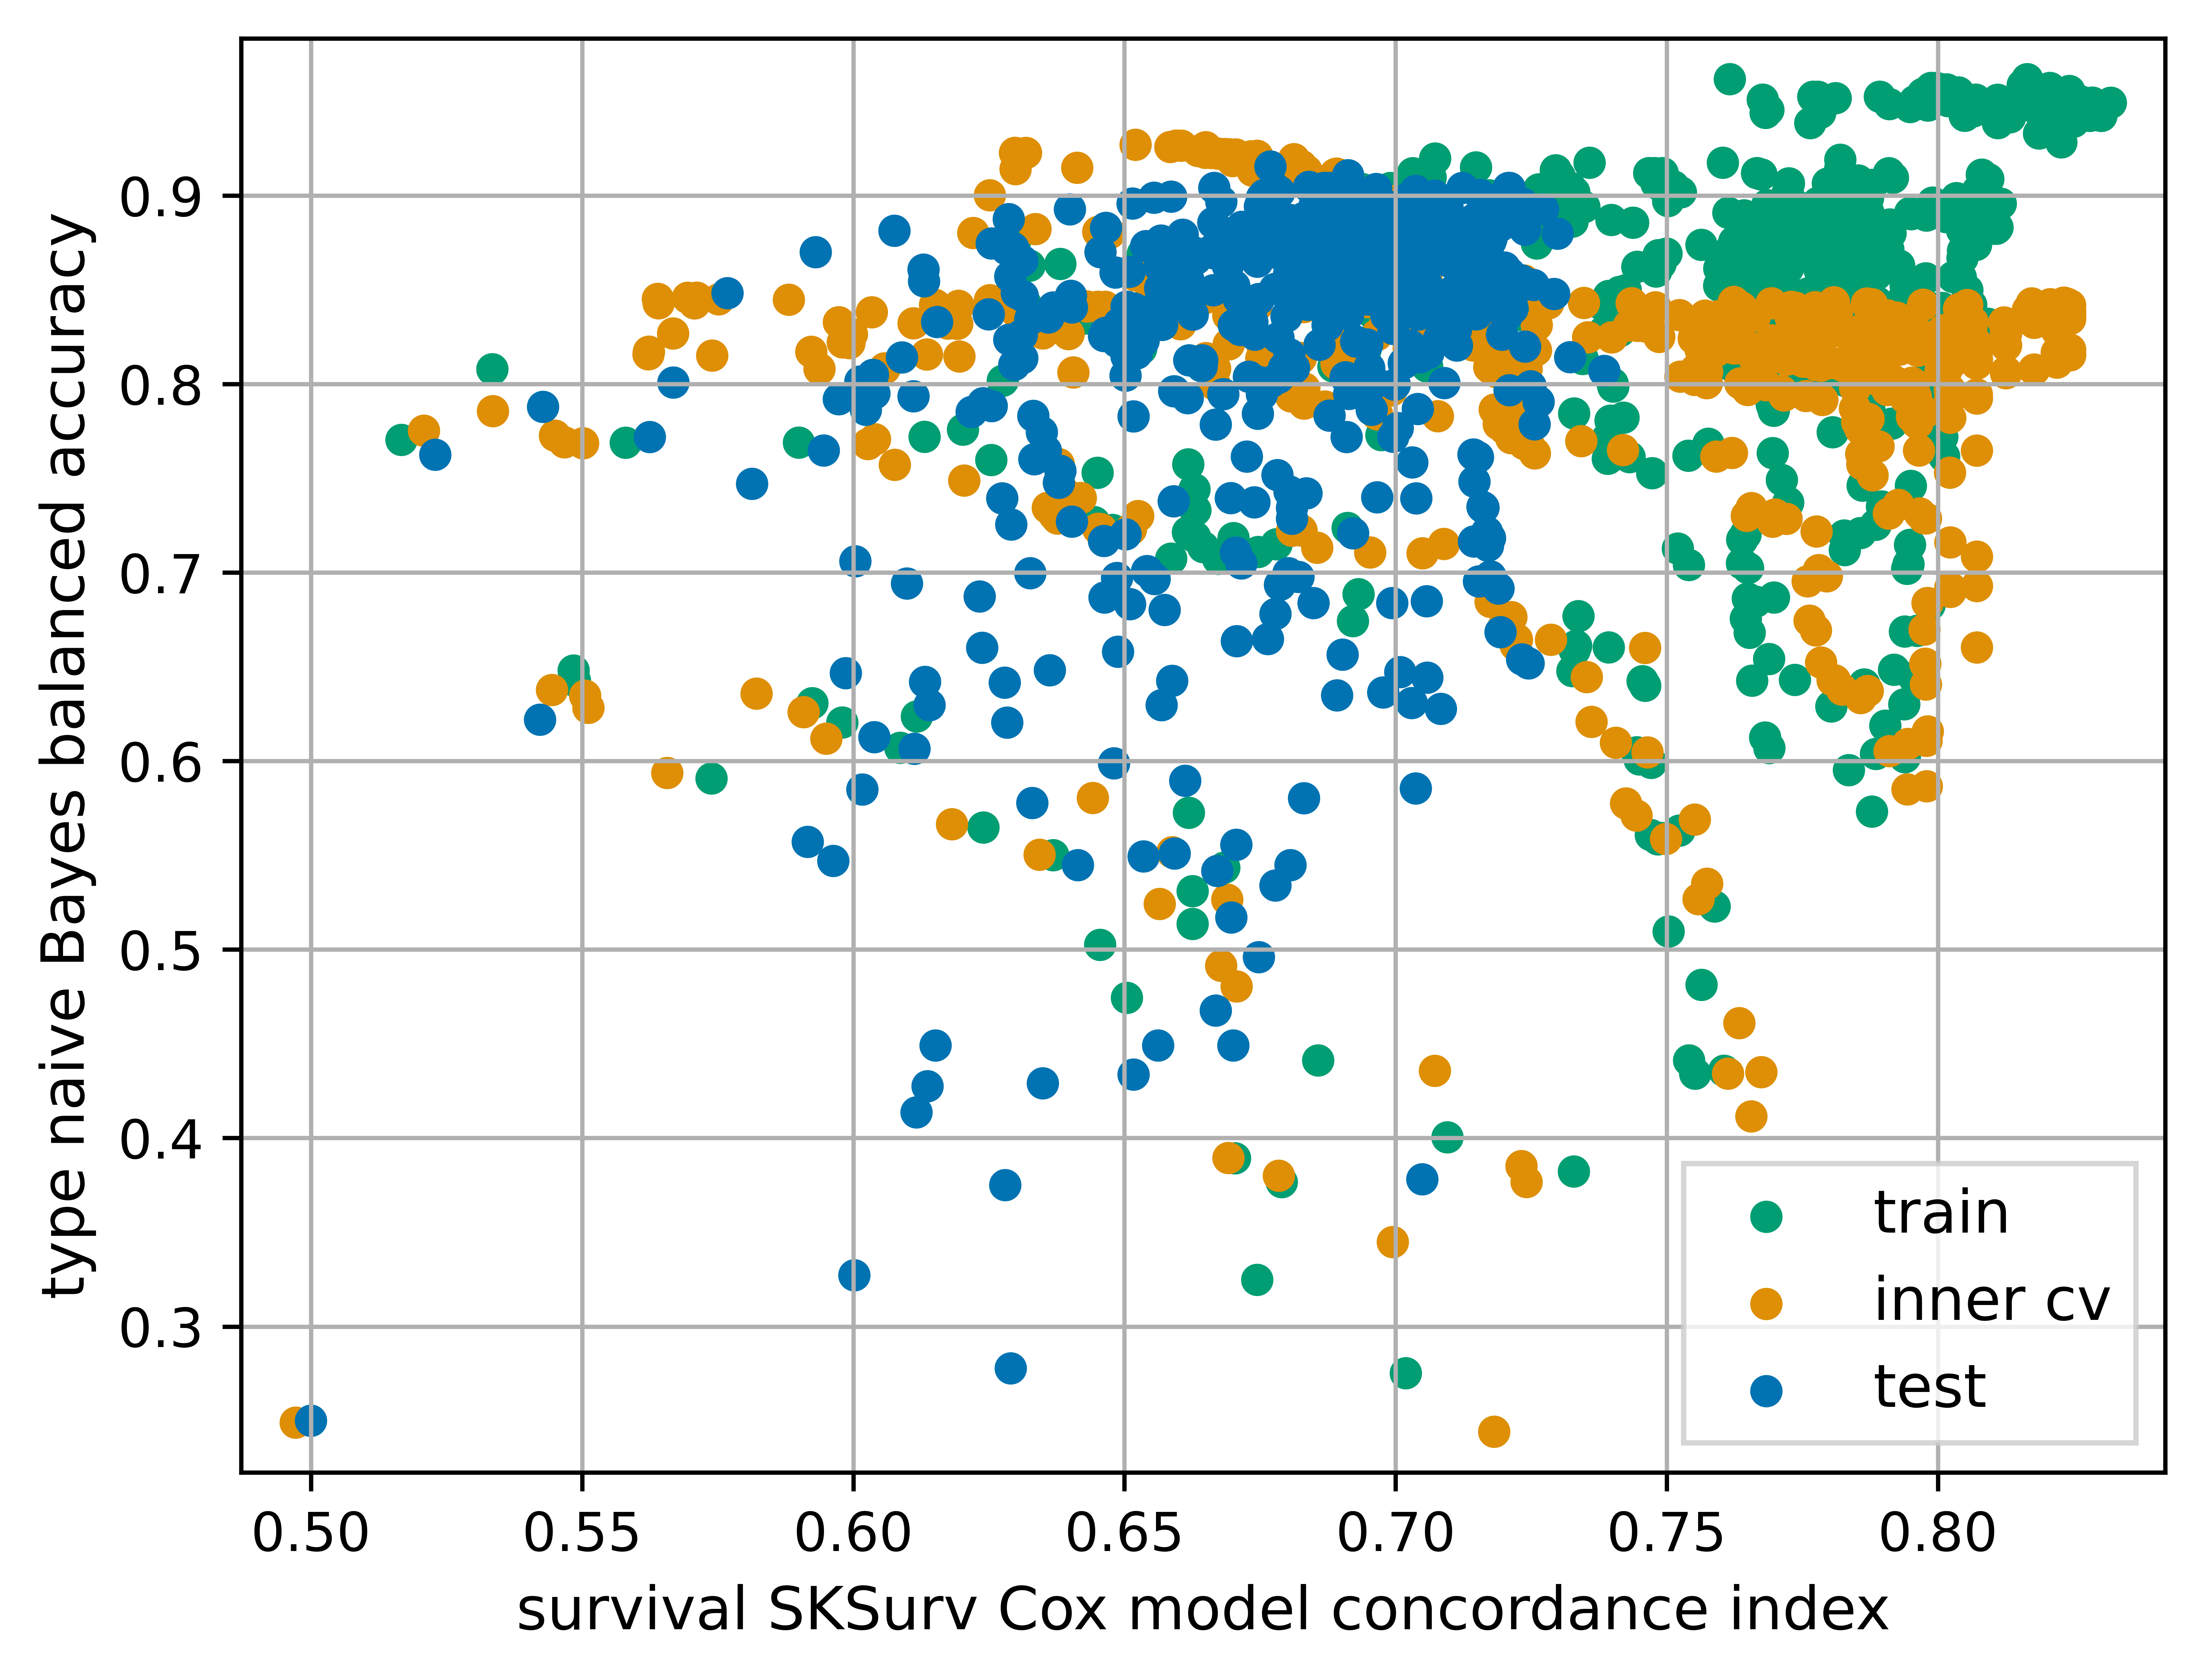 type naive Bayes balanced accuracy
0.9
0.8
0.7
0.6
0.5
0.4
0.3
train
inner cv
test
0.50 0.55 0.60 0.65 0.70 0.75 0.80
survival SKSurv Cox model concordance index